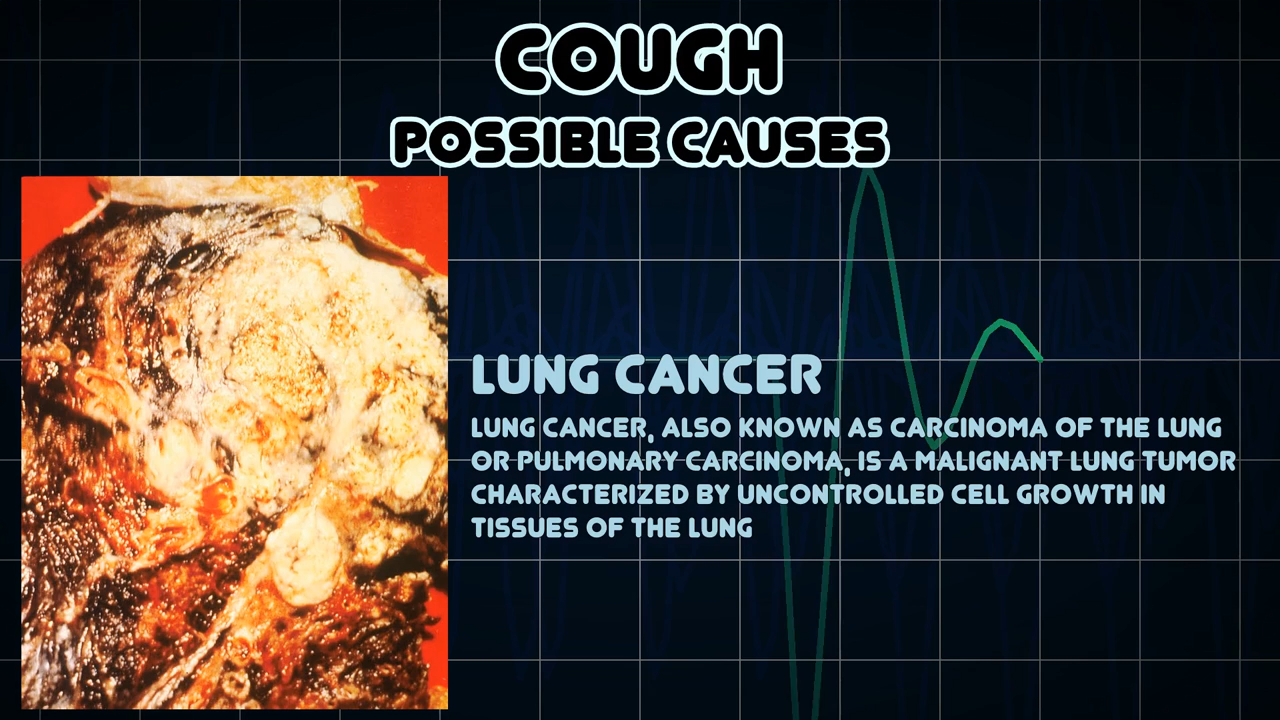 COUGH
POSSIBLE CAUSES
LUNG CANCER
LUNG CANCER, ALSO KNOWN AS CARCINOMA OF THE LUNG
OR PULMONARY CARCINOMA, IS A MALIGNANT LUNG TUMOR
CHARACTERIZED BY UNCONTROLLED CELL GROWTH IN
TISSUES OF THE LUNG